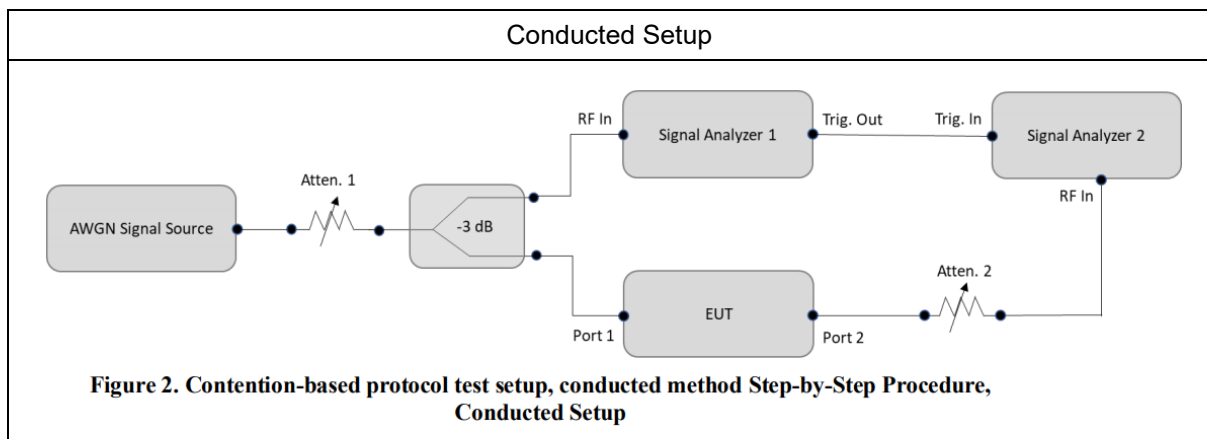 Conducted Setup
RF In
Signal Analyzer 1
Trig. Out
Trig. In
Signal Analyzer 2
RF In
Atten. 1
AWGN Signal Source
-3 dB
Atten. 2
EUT
Port 1
Port 2
Figure 2. Contention-based protocol test setup, conducted method Step-by-Step Procedure,
Conducted Setup